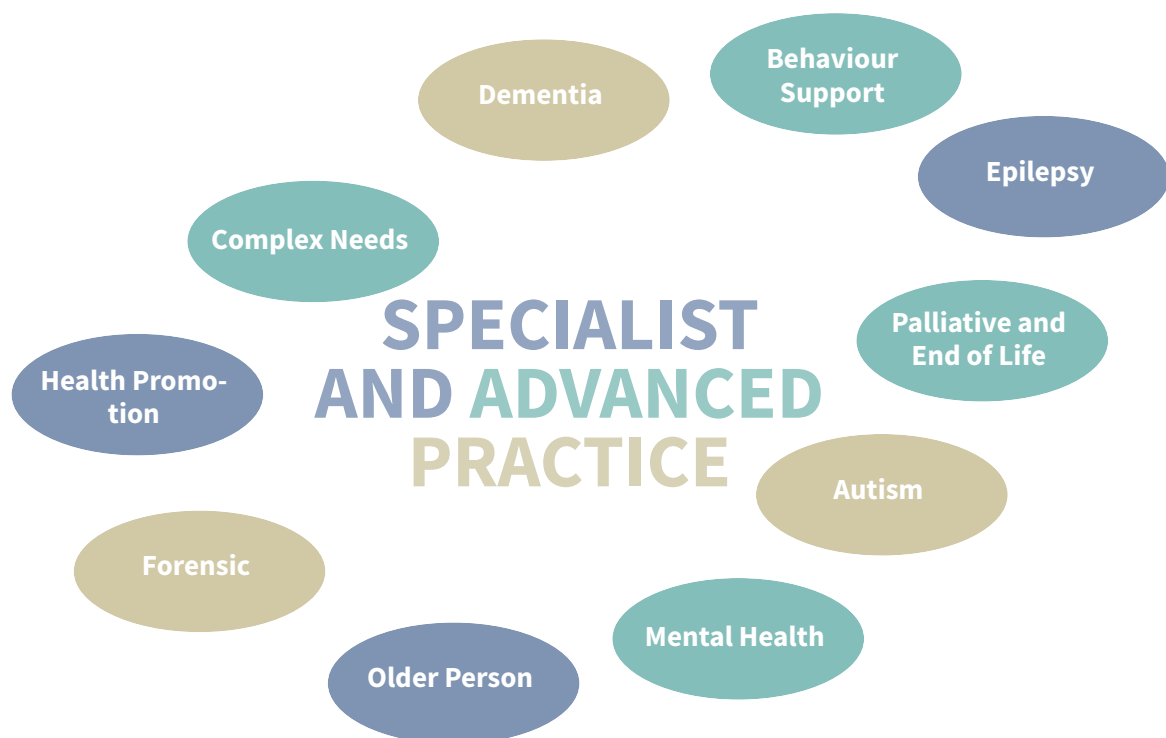 Dementia
Behaviour
Support
Epilepsy
Complex Needs
SPECIALIST
AND ADVANCED
PRACTICE
Palliative and
End of Life
Health Promo-
tion
Autism
Forensic
Mental Health
Older Person